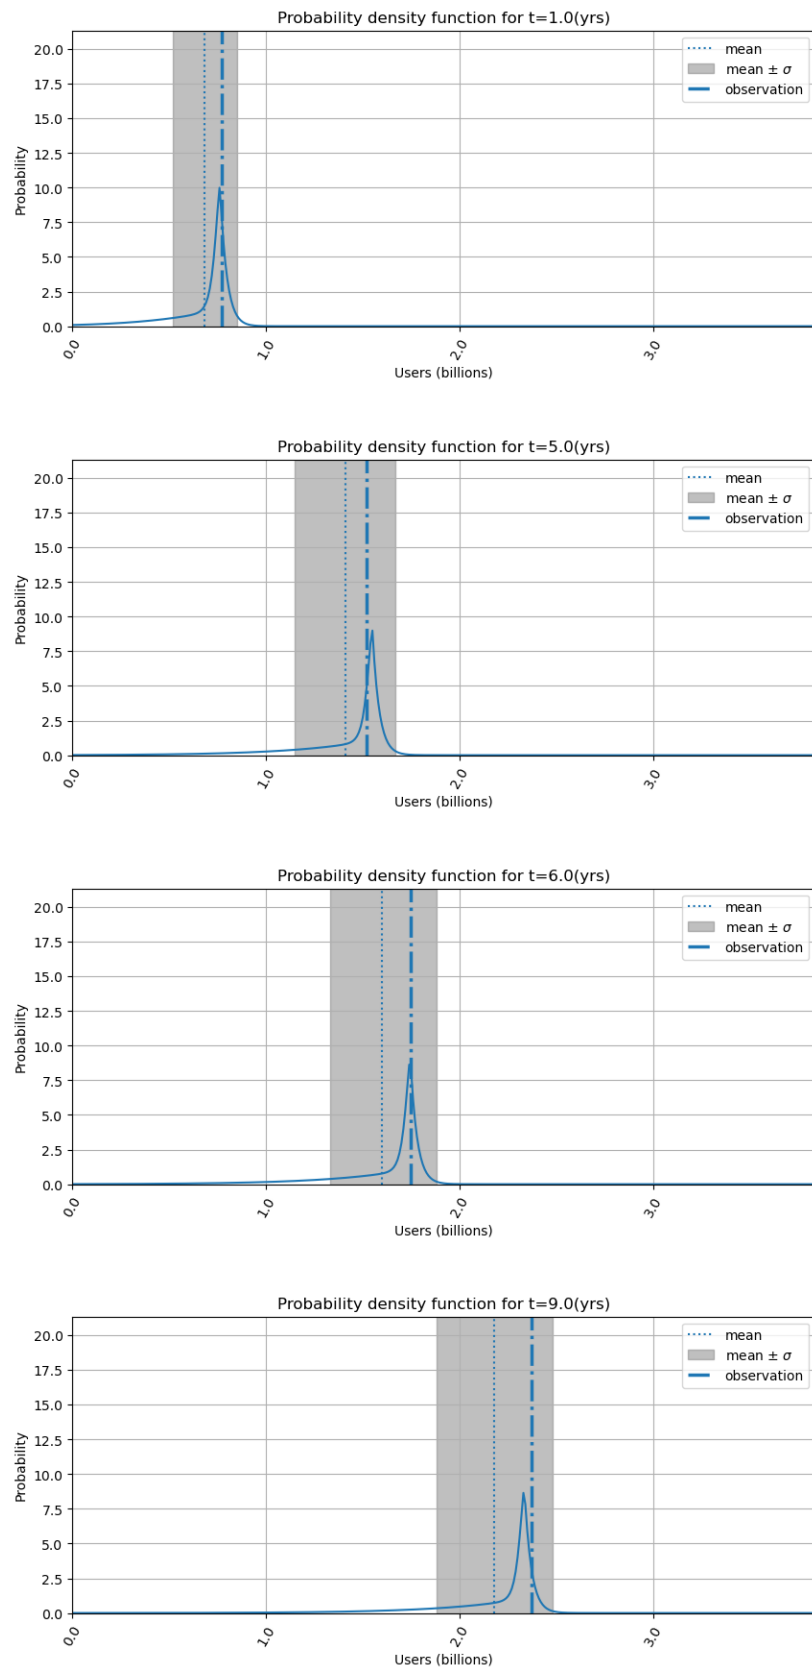 Probability density function for t=1.0(yrs)
20.0
17.5
15.0
12.5
10.0
7.5
5.0
2.5
0.0
Probability
mean
mean ± σ
observation
0.0 1.0 2.0 3.0
Users (billions)
Probability density function for t=5.0(yrs)
20.0
17.5
15.0
12.5
10.0
7.5
5.0
2.5
0.0
Probability
mean
mean ± σ
observation
0.0 1.0 2.0 3.0
Users (billions)
Probability density function for t=6.0(yrs)
20.0
17.5
15.0
12.5
10.0
7.5
5.0
2.5
0.0
Probability
mean
mean ± σ
observation
0.0 1.0 2.0 3.0
Users (billions)
Probability density function for t=9.0(yrs)
20.0
17.5
15.0
12.5
10.0
7.5
5.0
2.5
0.0
Probability
mean
mean ± σ
observation
0.0 1.0 2.0 3.0
Users (billions)